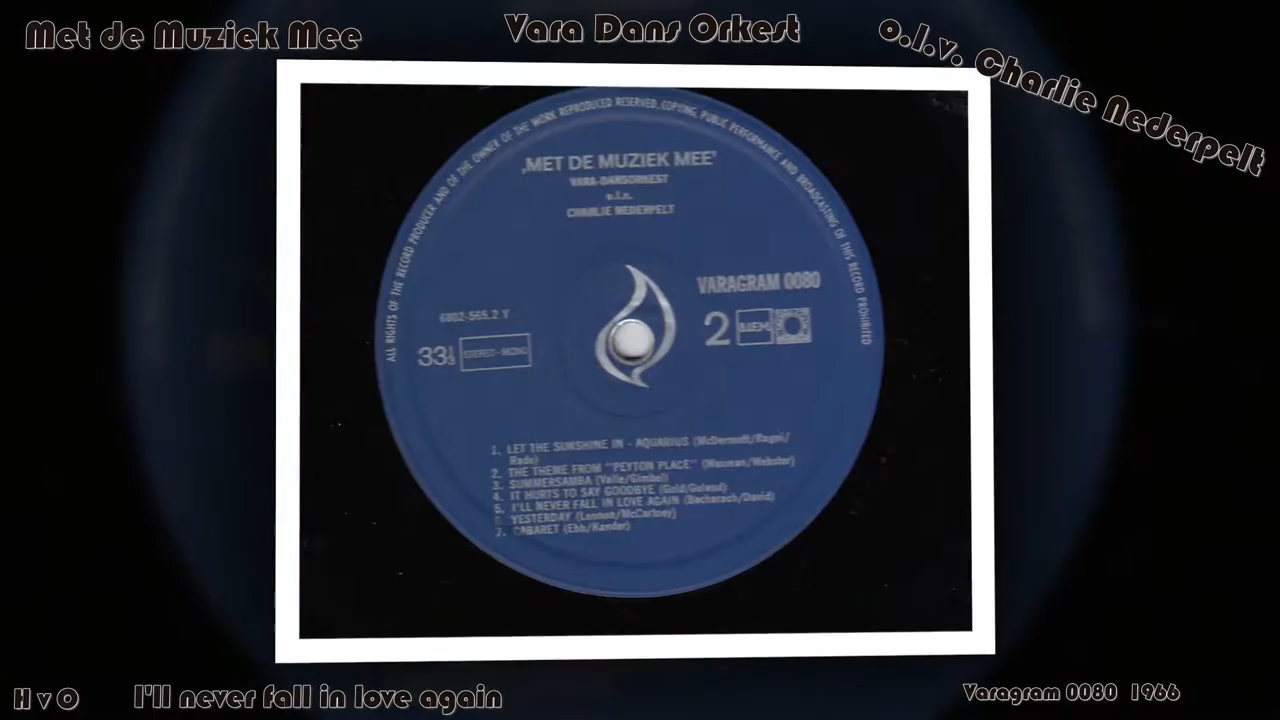 Met de Muziek Mee
Vara Dans Orkest
o.l.v. Charlie Nederpelt
ALL RIGHTS OF THE RECORD PRODUCER AND OF THE OWNER OF THE WORK REPRODUCED RESERVED. COPYING, PUBLIC PERFORMANCE AND BROADCASTING OF THIS RECORD PROHIBITED
‚MET DE MUZIEK MEE’
VARA-DANSORKEST
o.l.v.
CHARLIE NEDERPELT
VARAGRAM 0080
6802-565.2 Y
33⅓ STEREO-MONO
2 BIEM
1. LET THE SUNSHINE IN - AQUARIUS (McDermott/Ragni/
Rado)
2. THE THEME FROM "PEYTON PLACE" (Waxman/Webster)
3. SUMMERSAMBA (Valle/Gimbel)
4. IT HURTS TO SAY GOODBYE (Gold/Goland)
5. I'LL NEVER FALL IN LOVE AGAIN (Bacharach/David)
6. YESTERDAY (Lennon/McCartney)
7. CABARET (Ebb/Kander)
H v O
I'll never fall in love again
Varagram 0080 1966